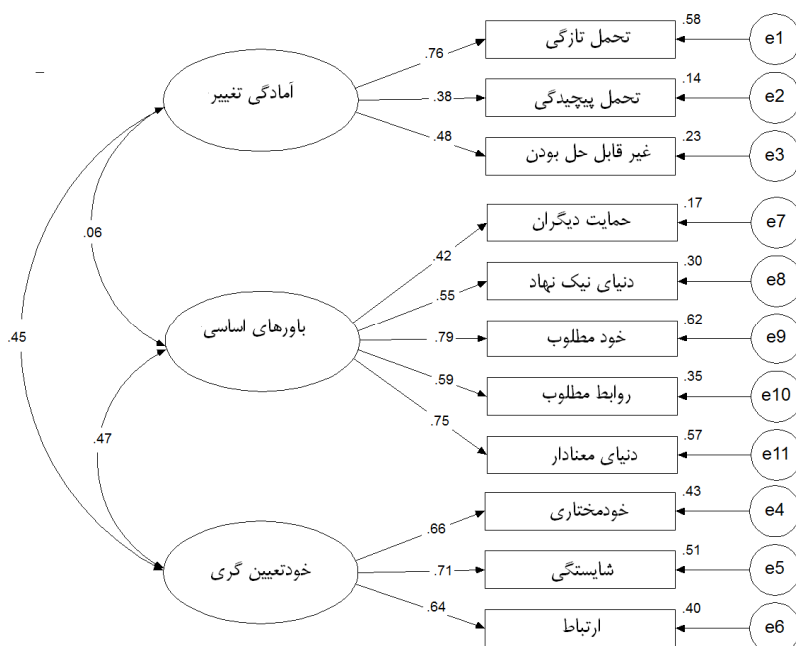 .58
تحمل تازگی
e1
.76
آمادگی تغییر
.14
تحمل پیچیدگی
e2
.38
.23
غیر قابل حل بودن
e3
.48
.17
حمایت دیگران
e7
.06
.42
.30
دنیای نیک نهاد
e8
.55
باورهای اساسی
.62
خود مطلوب
e9
.79
.45
.35
روابط مطلوب
e10
.59
.75
.57
دنیای معنادار
e11
.47
.43
خودمختاری
e4
.66
.51
شایستگی
e5
.71
خودتعیین گری
.40
ارتباط
e6
.64